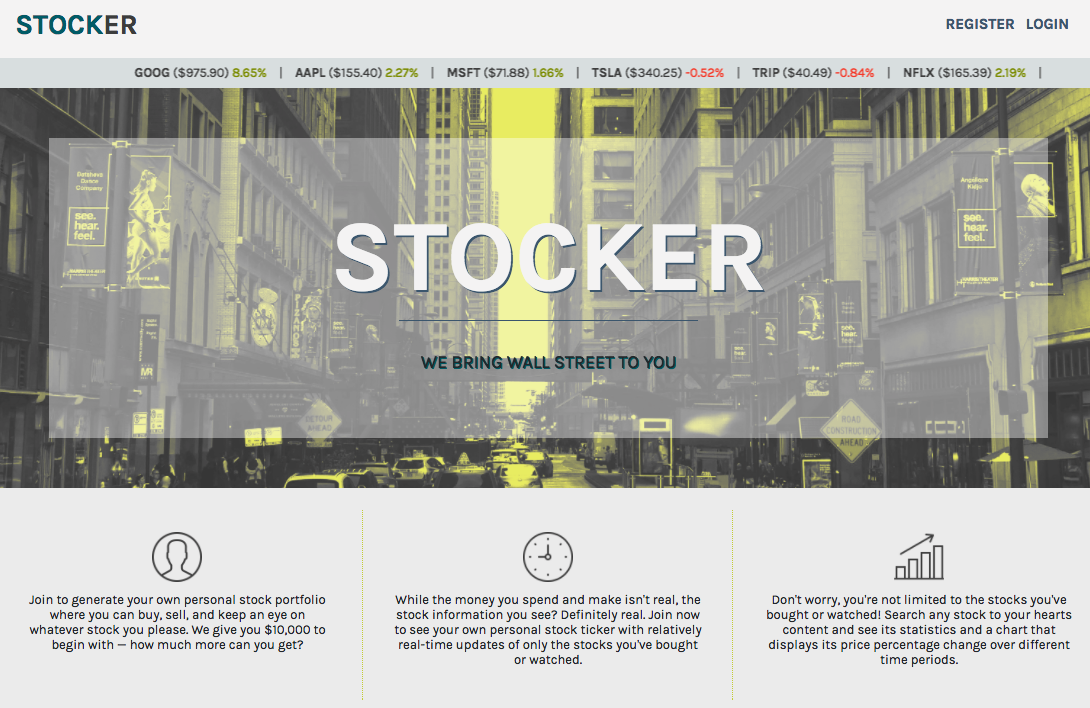 STOCKER
REGISTER LOGIN
GOOG ($975.90) 8.65% | AAPL ($155.40) 2.27% | MSFT ($71.88) 1.66% | TSLA ($340.25) -0.52% | TRIP ($40.49) -0.84% | NFLX ($165.39) 2.19% |
Dance
Company
see.
hear.
feel.
MR
Angelique
Kidjo
see.
hear.
feel.
STOCKER
WE BRING WALL STREET TO YOU
DETOUR
AHEAD
ROAD
CONSTRUCTION
AHEAD
Join to generate your own personal stock portfolio
where you can buy, sell, and keep an eye on
whatever stock you please. We give you $10,000 to
begin with — how much more can you get?
While the money you spend and make isn't real, the
stock information you see? Definitely real. Join now
to see your own personal stock ticker with relatively
real-time updates of only the stocks you've bought
or watched.
Don't worry, you're not limited to the stocks you've
bought or watched! Search any stock to your hearts
content and see its statistics and a chart that
displays its price percentage change over different
time periods.